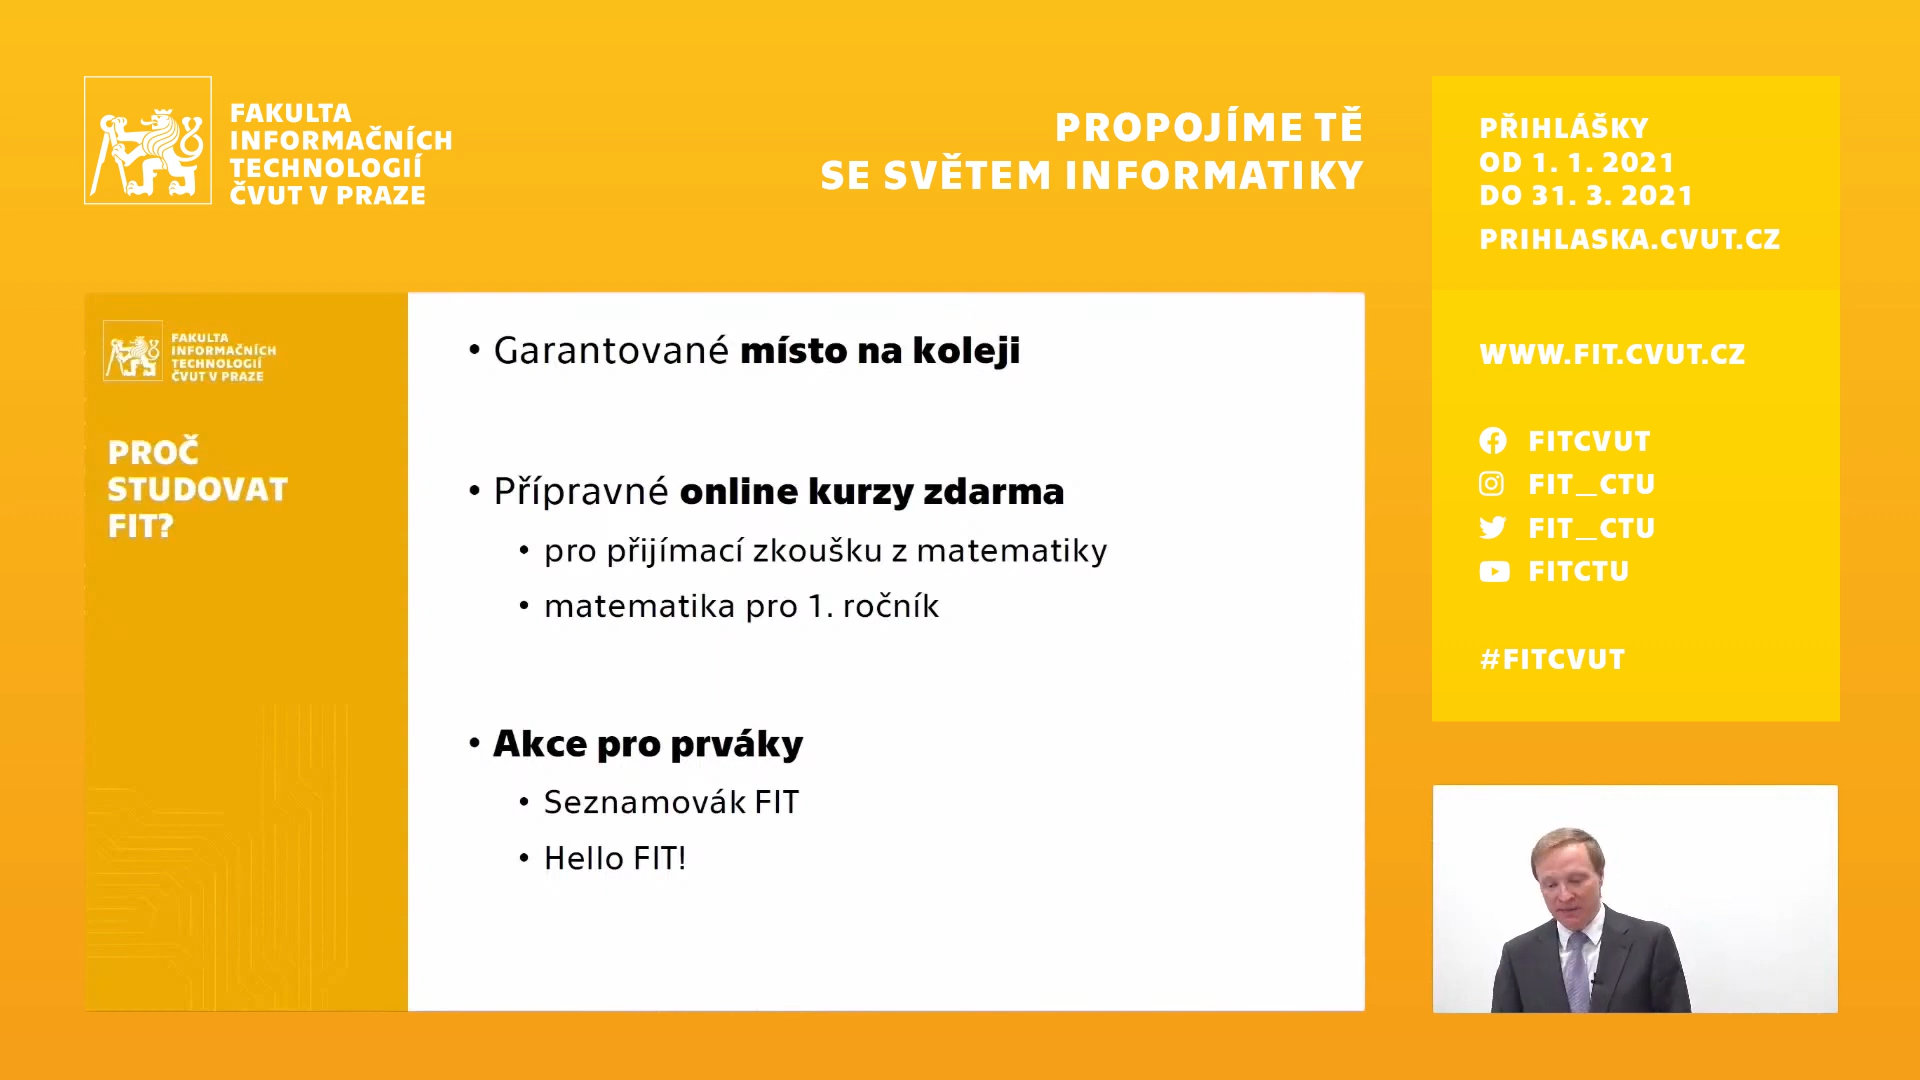 FAKULTA
INFORMAČNÍCH
TECHNOLOGIÍ
ČVUT V PRAZE
PROPOJÍME TĚ
SE SVĚTEM INFORMATIKY
PŘIHLÁŠKY
OD 1. 1. 2021
DO 31. 3. 2021
PRIHLASKA.CVUT.CZ
WWW.FIT.CVUT.CZ
FITCVUT
FIT_CTU
FIT_CTU
FITCTU
#FITCVUT
FAKULTA
INFORMAČNÍCH
TECHNOLOGIÍ
ČVUT V PRAZE
PROČ
STUDOVAT
FIT?
• Garantované místo na koleji
• Přípravné online kurzy zdarma
• pro přijímací zkoušku z matematiky
• matematika pro 1. ročník
• Akce pro prváky
• Seznamovák FIT
• Hello FIT!